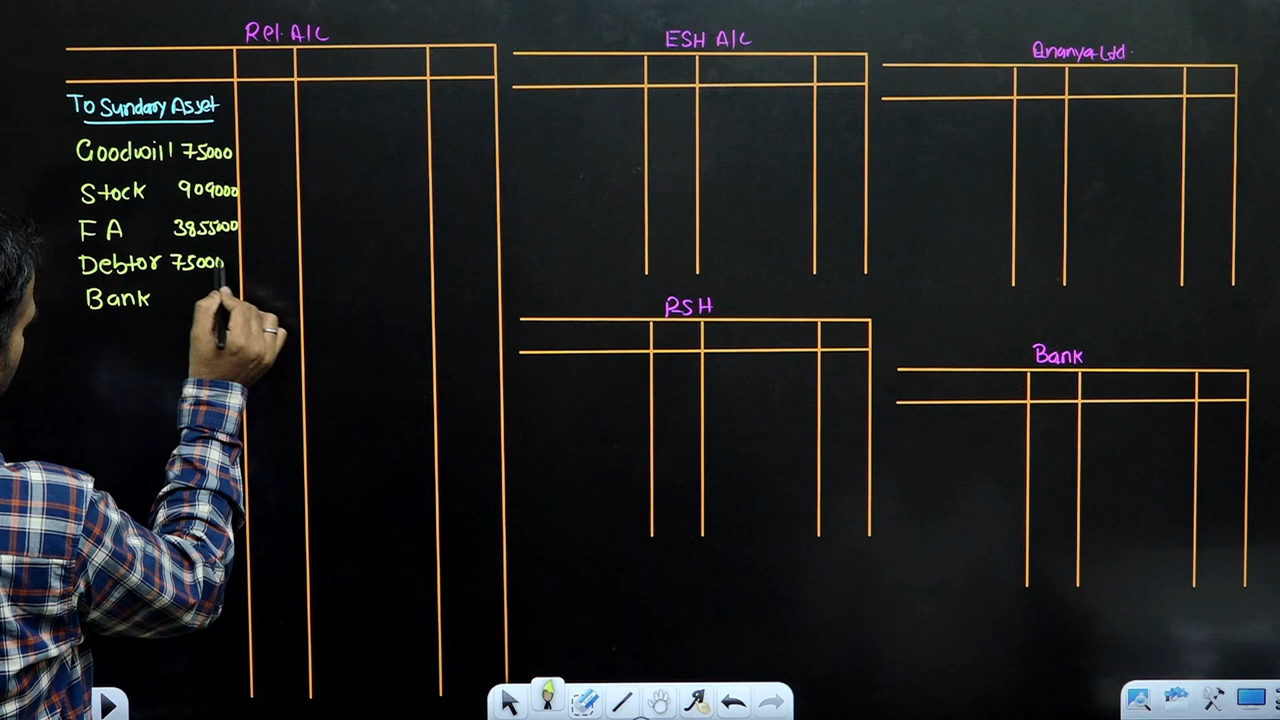 Rel. A/C
To Sundary Asset
Goodwill 75000
Stock 909000
F A 3855000
Debtor 75000
Bank
ESH A/C
Ananya Ltd.
RSH
Bank